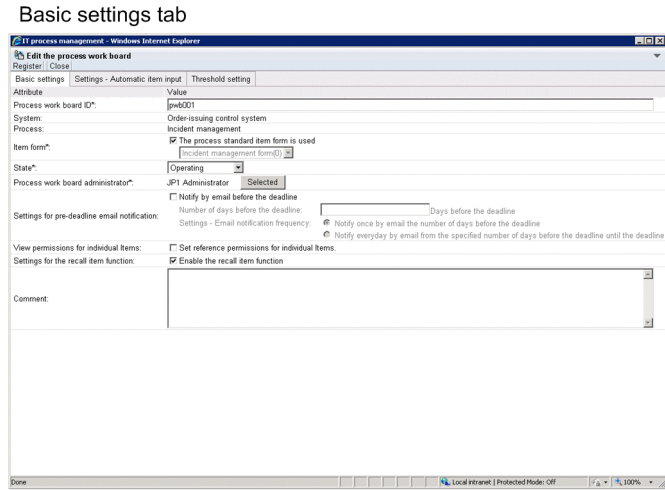 Basic settings tab
IT process management - Windows Internet Explorer
Edit the process work board
Register Close
Basic settings Settings - Automatic item input Threshold setting
Attribute Value
Process work board ID*: pwb001
System: Order-issuing control system
Process: Incident management
Item form*: The process standard item form is used
Incident management form(0)
State*: Operating
Process work board administrator*: JP1 Administrator Selected
Settings for pre-deadline email notification: Notify by email before the deadline
Number of days before the deadline: Days before the deadline
Settings - Email notification frequency: Notify once by email the number of days before the deadline
Notify everyday by email from the specified number of days before the deadline until the deadline
View permissions for individual Items: Set reference permissions for individual Items.
Settings for the recall item function: Enable the recall item function
Comment:
Done Local intranet | Protected Mode: Off 100%